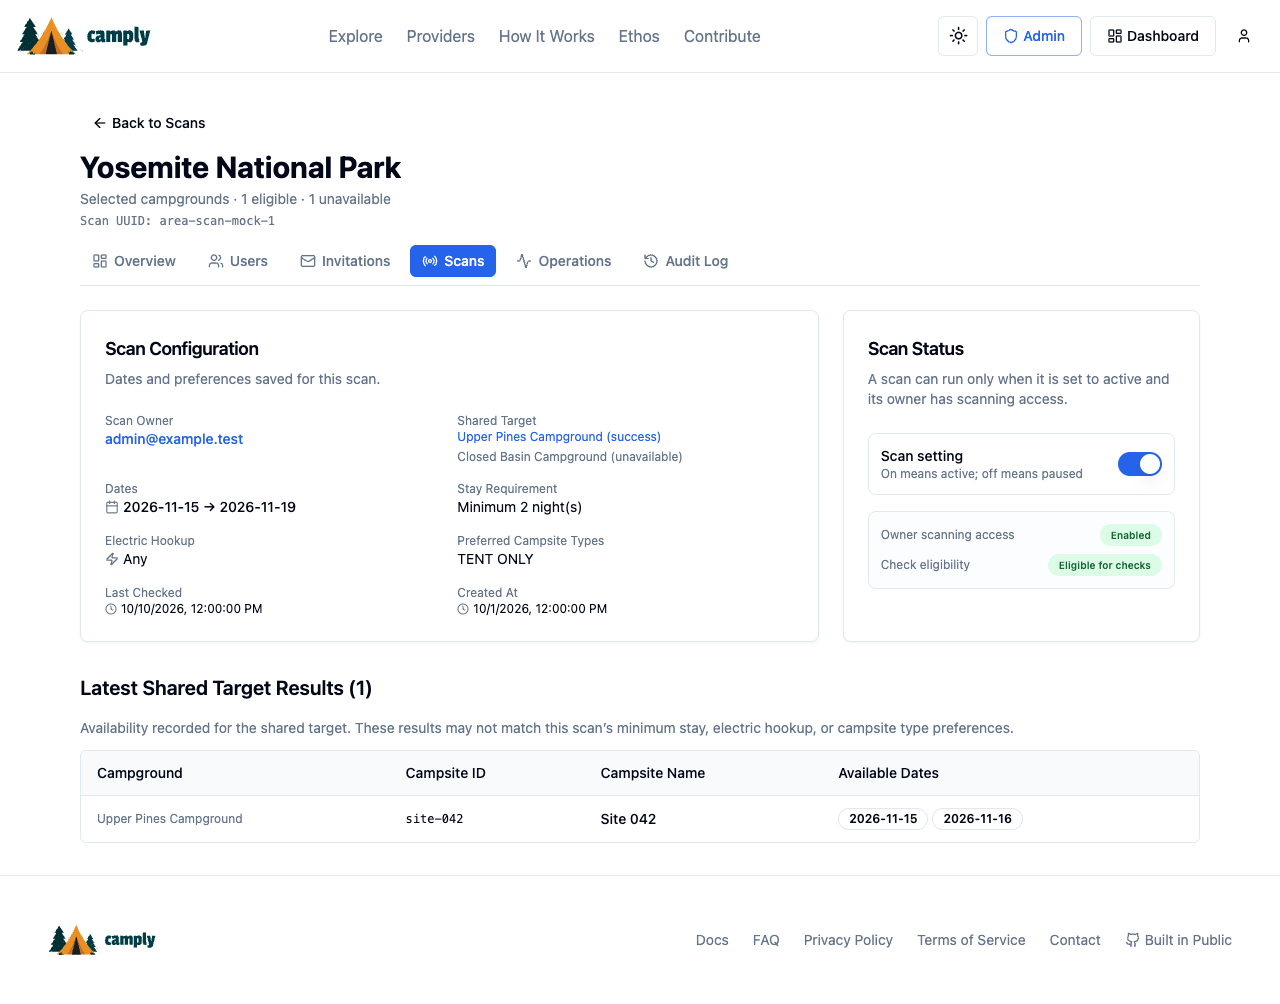 camply
Explore
Providers
How It Works
Ethos
Contribute
Admin
Dashboard
Back to Scans
Yosemite National Park
Selected campgrounds · 1 eligible · 1 unavailable
Scan UUID: area-scan-mock-1
Overview
Users
Invitations
Scans
Operations
Audit Log
Scan Configuration
Dates and preferences saved for this scan.
Scan Owner
admin@example.test
Shared Target
Upper Pines Campground (success)
Closed Basin Campground (unavailable)
Dates
2026-11-15 → 2026-11-19
Stay Requirement
Minimum 2 night(s)
Electric Hookup
Any
Preferred Campsite Types
TENT ONLY
Last Checked
10/10/2026, 12:00:00 PM
Created At
10/1/2026, 12:00:00 PM
Scan Status
A scan can run only when it is set to active and
its owner has scanning access.
Scan setting
On means active; off means paused
Owner scanning access
Enabled
Check eligibility
Eligible for checks
Latest Shared Target Results (1)
Availability recorded for the shared target. These results may not match this scan’s minimum stay, electric hookup, or campsite type preferences.
Campground
Campsite ID
Campsite Name
Available Dates
Upper Pines Campground
site-042
Site 042
2026-11-15
2026-11-16
camply
Docs
FAQ
Privacy Policy
Terms of Service
Contact
Built in Public